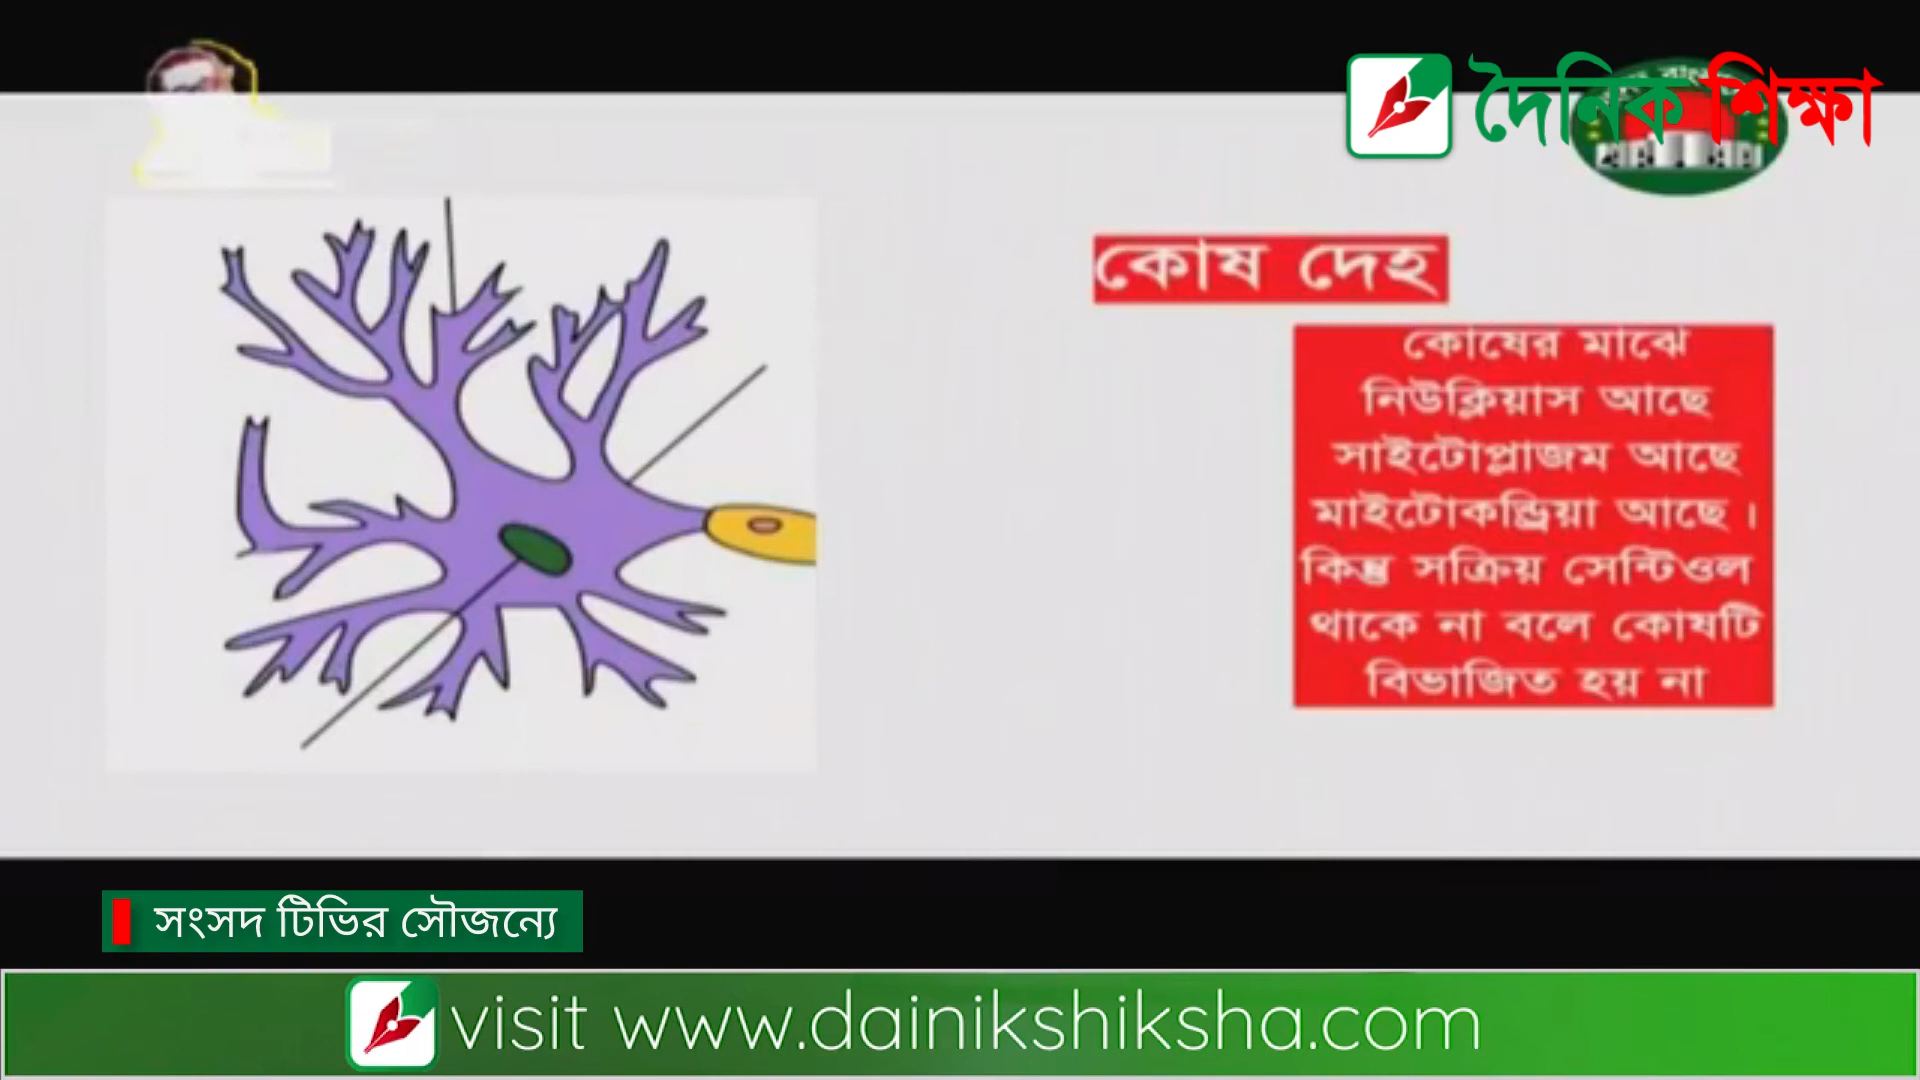 দৈনিক শিক্ষা
কোষ দেহ
কোষের মাঝে
নিউক্লিয়াস আছে
সাইটোপ্লাজম আছে
মাইটোকন্ড্রিয়া আছে।
কিন্তু সক্রিয় সেন্টিওল
থাকে না বলে কোষটি
বিভাজিত হয় না
সংসদ টিভির সৌজন্যে
visit www.dainikshiksha.com